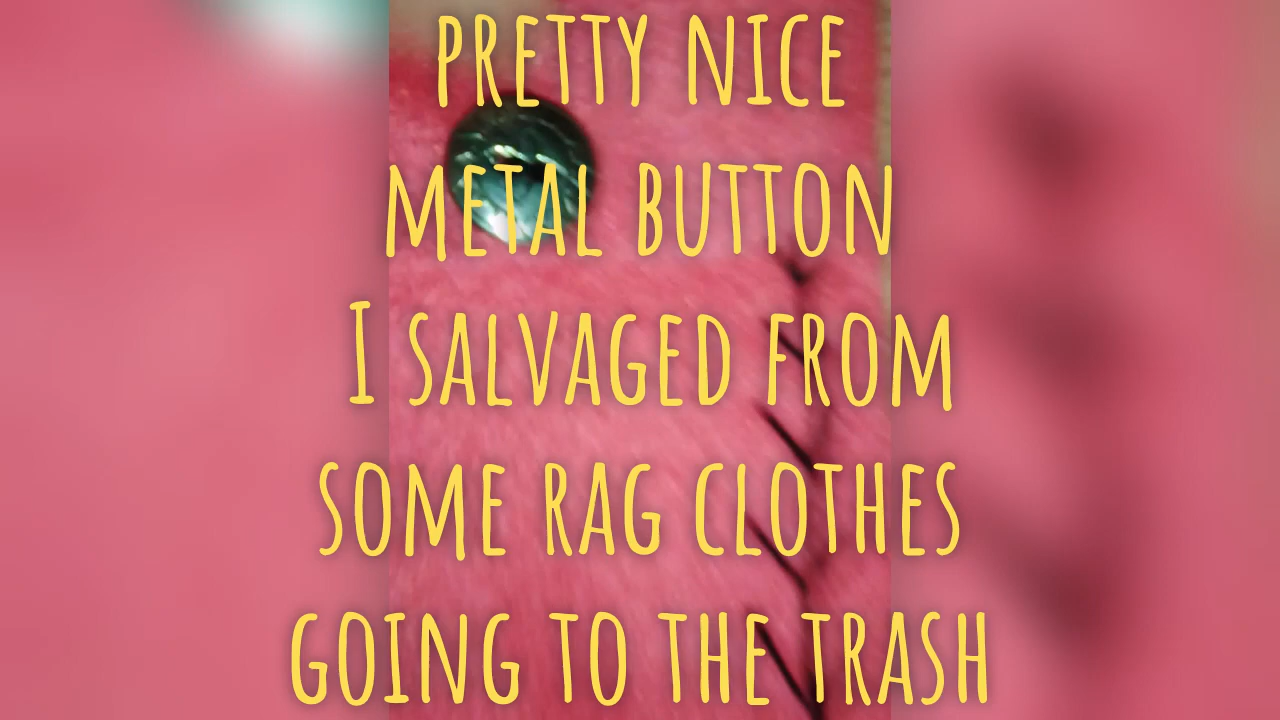 PRETTY NICE
METAL BUTTON
I SALVAGED FROM
SOME RAG CLOTHES
GOING TO THE TRASH